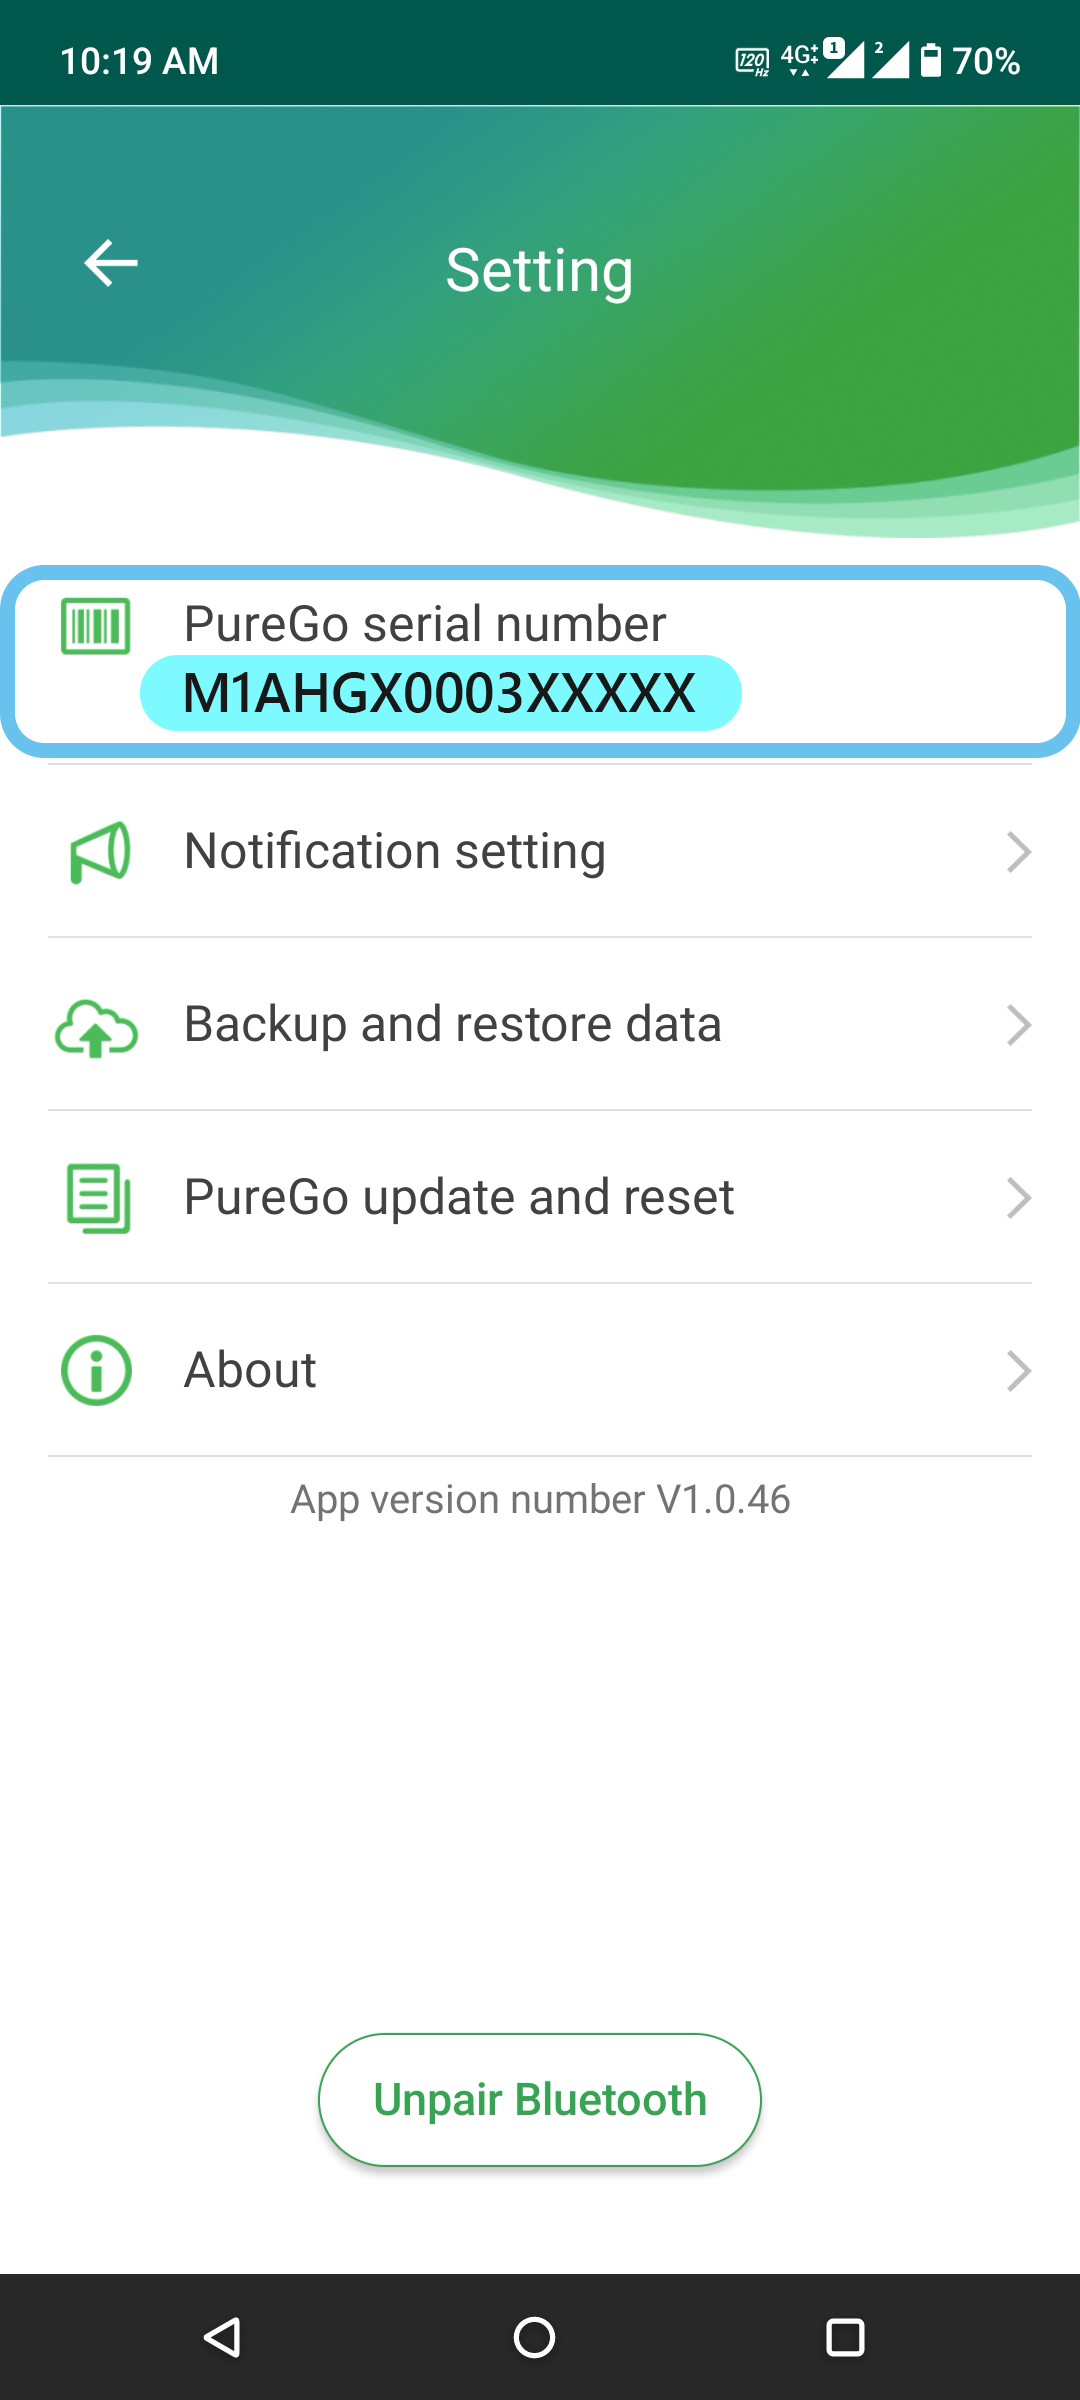 10:19 AM 120 Hz 4G+ 1 2 70%
Setting
PureGo serial number
M1AHGX0003XXXXX
Notification setting
Backup and restore data
PureGo update and reset
About
App version number V1.0.46
Unpair Bluetooth